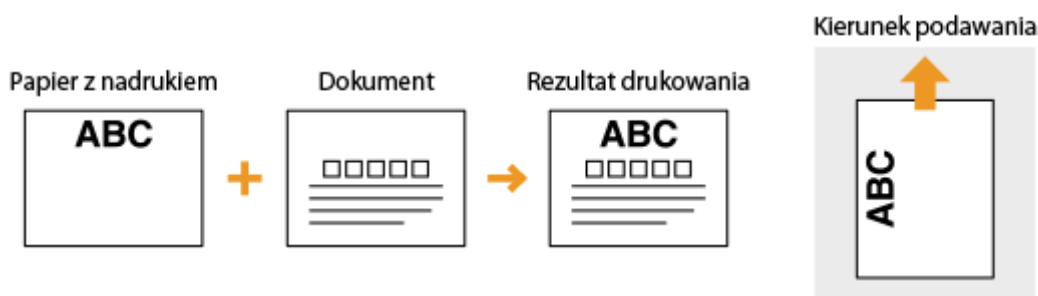 Kierunek podawania
Papier z nadrukiem
Dokument
Rezultat drukowania
ABC
ABC
ABC